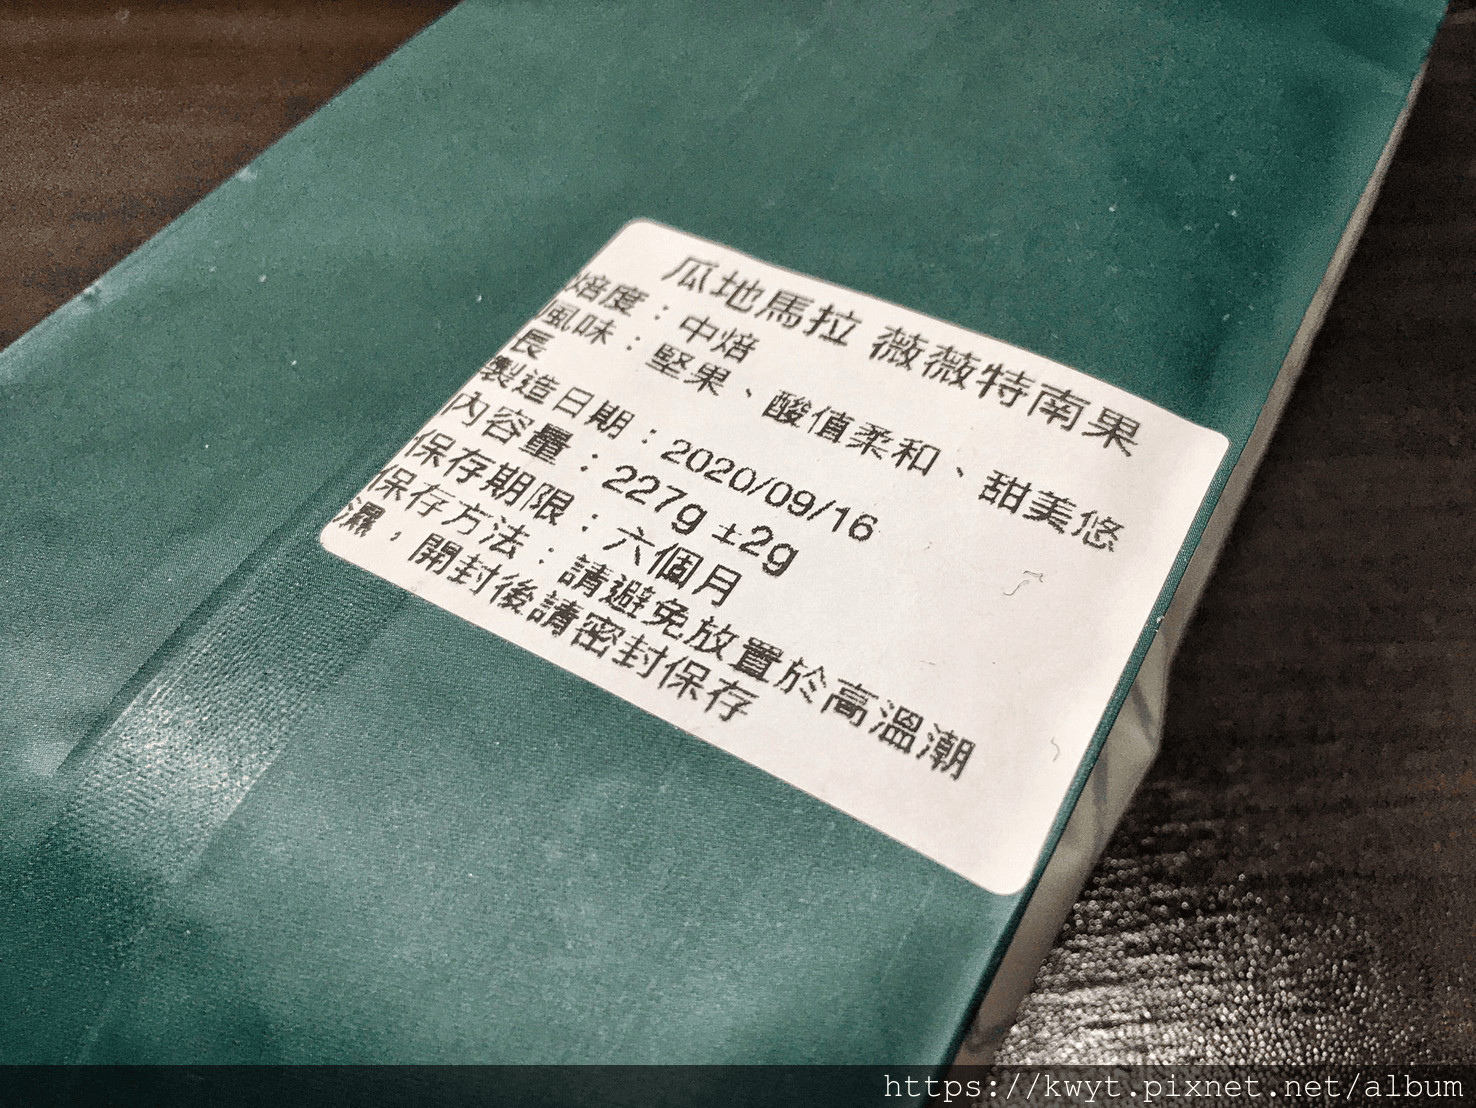 瓜地馬拉 薇薇特南果
焙度：中焙
風味：堅果、酸值柔和、甜美悠
長
製造日期：2020/09/16
內容量：227g ±2g
保存期限：六個月
保存方法：請避免放置於高溫潮
濕，開封後請密封保存
https://kwyt.pixnet.net/album